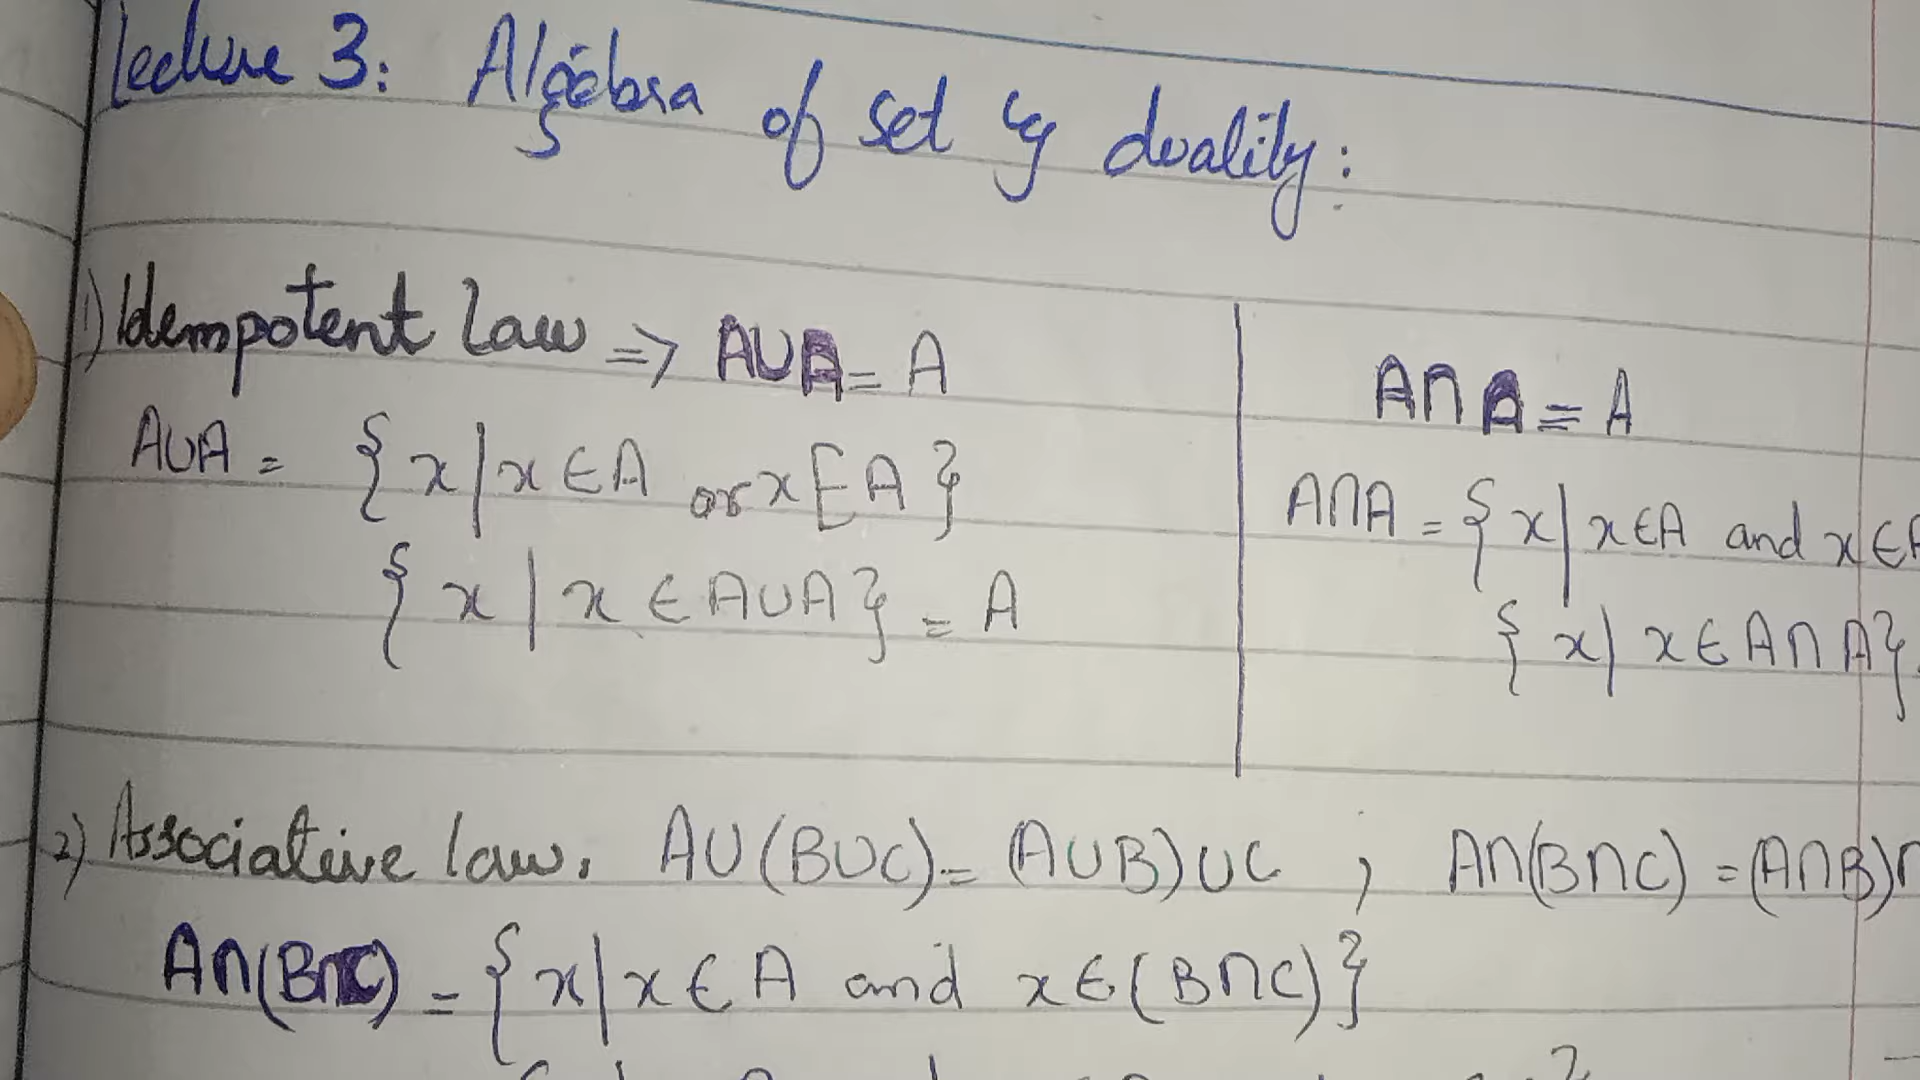 Lecture 3: Algebra of set & duality:
1) Idempotent Law => A∪A = A
A∪A = {x|x∈A or x∈A}
{x|x∈A∪A} = A
A∩A = A
A∩A = {x|x∈A and x∈A
{x|x∈A∩A}
2) Associative law. A∪(B∪C) = (A∪B)∪C ; A∩(B∩C) = (A∩B)∩
A∩(B∩C) = {x|x∈A and x∈(B∩C)}